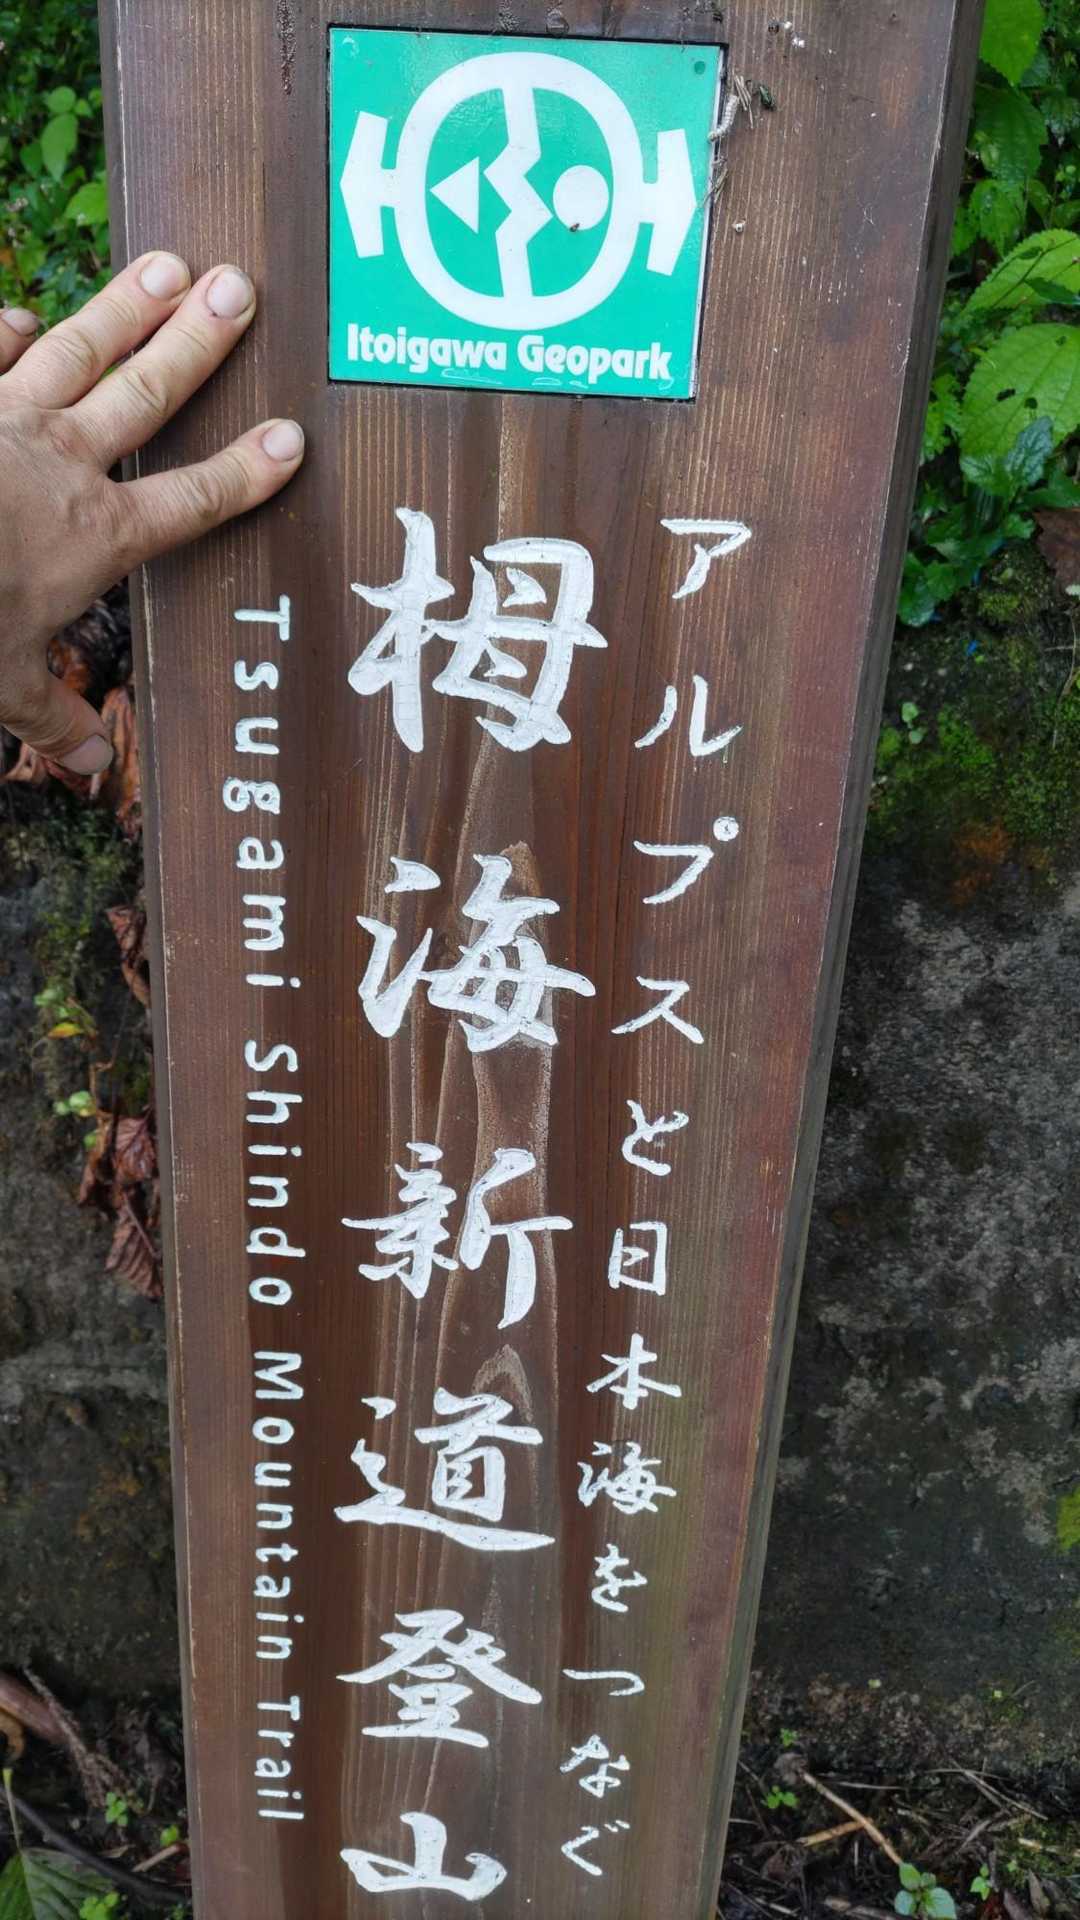 Itoigawa Geopark
アルプスと日本海をつなぐ
栂海新道登山
Tsugami Shindo Mountain Trail